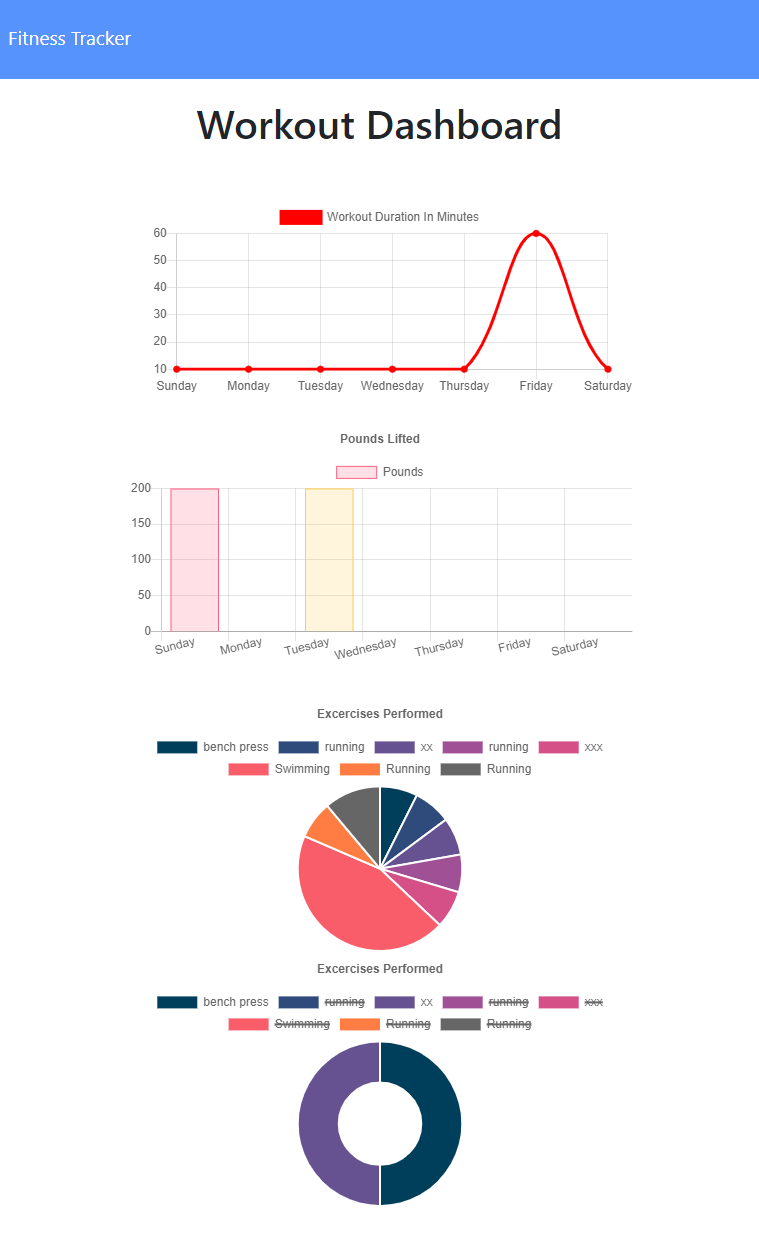 Fitness Tracker
Workout Dashboard
Workout Duration In Minutes
60
50
40
30
20
10
Sunday Monday Tuesday Wednesday Thursday Friday Saturday
Pounds Lifted
Pounds
200
150
100
50
0
Sunday Monday Tuesday Wednesday Thursday Friday Saturday
Excercises Performed
bench press running xx running xxx
Swimming Running Running
Excercises Performed
bench press running xx running xxx
Swimming Running Running